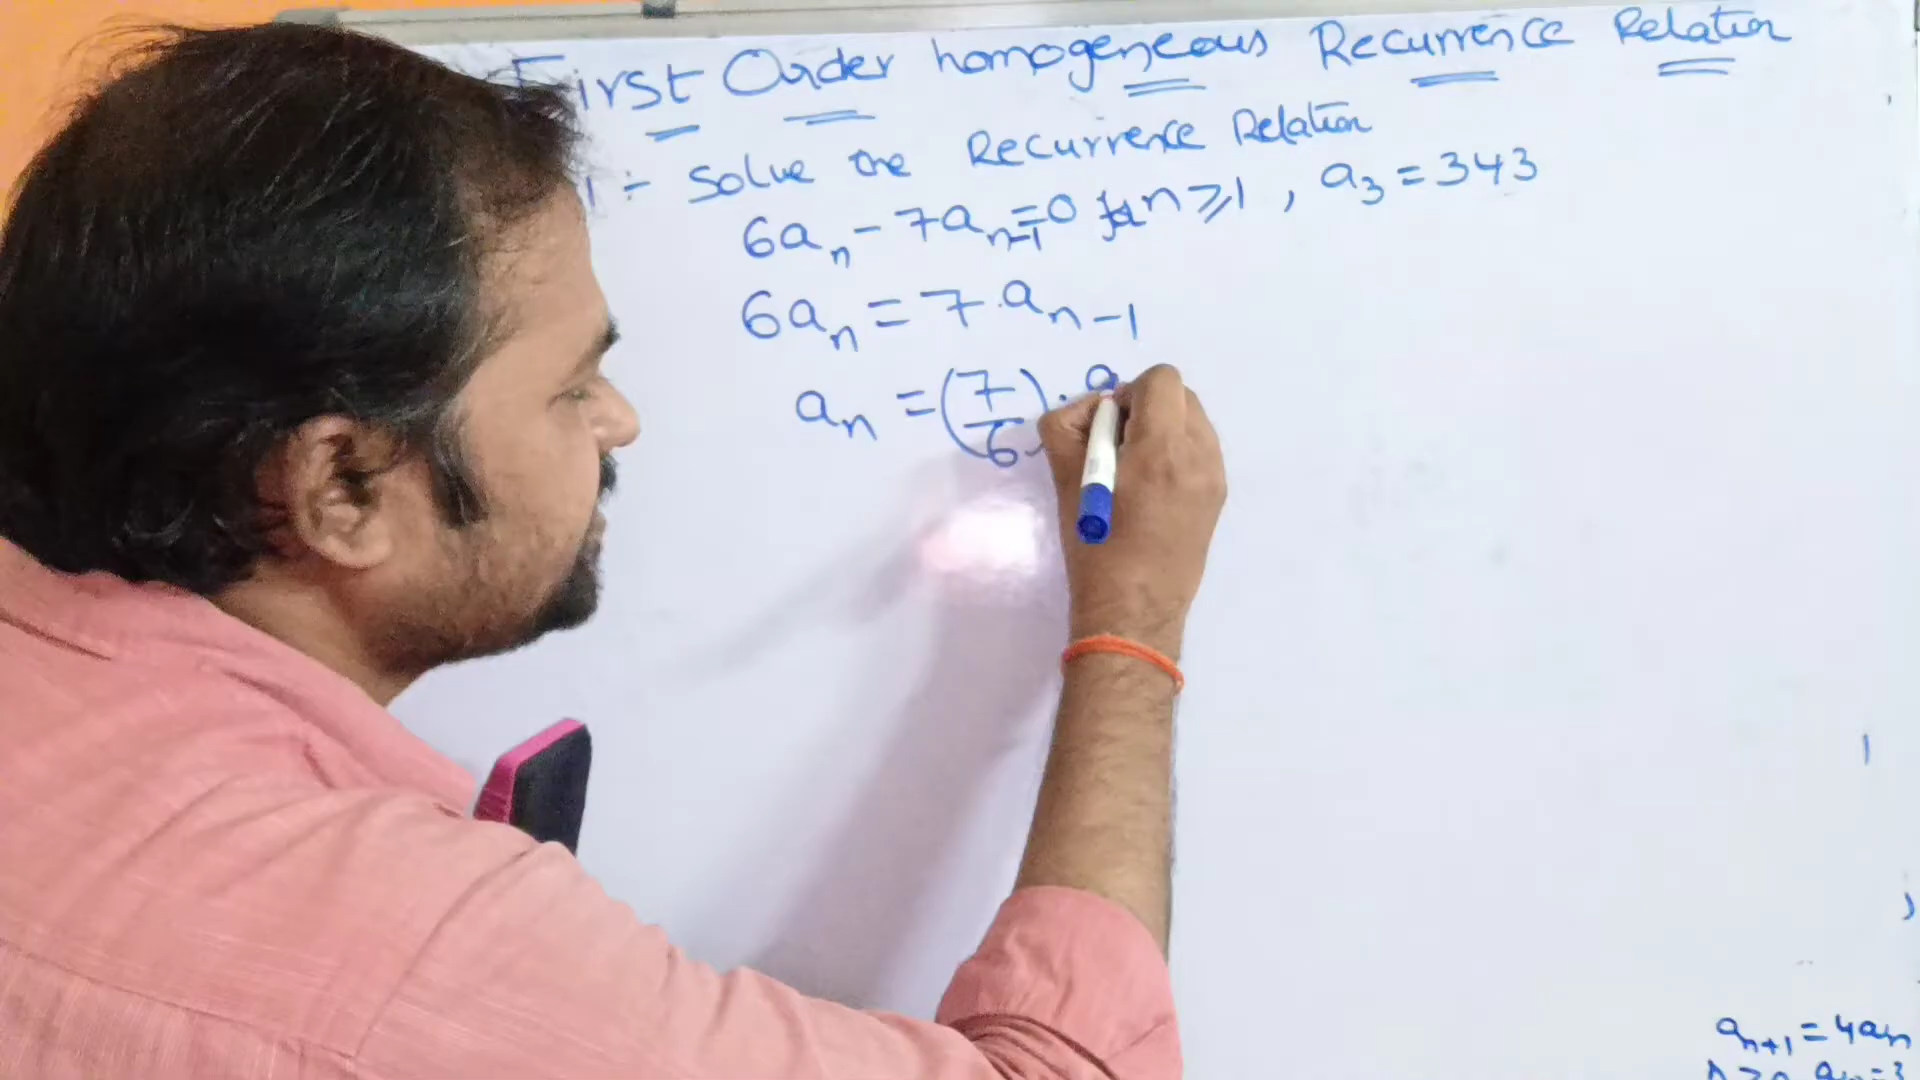 First Order homogeneous Recurrence Relation
1 :- Solve the Recurrence Relation
6aₙ - 7aₙ₋₁ = 0 n ≥ 1, a₃ = 343
6aₙ = 7.aₙ₋₁
aₙ = (7/6) . a
aₙ₊₁ = 4aₙ